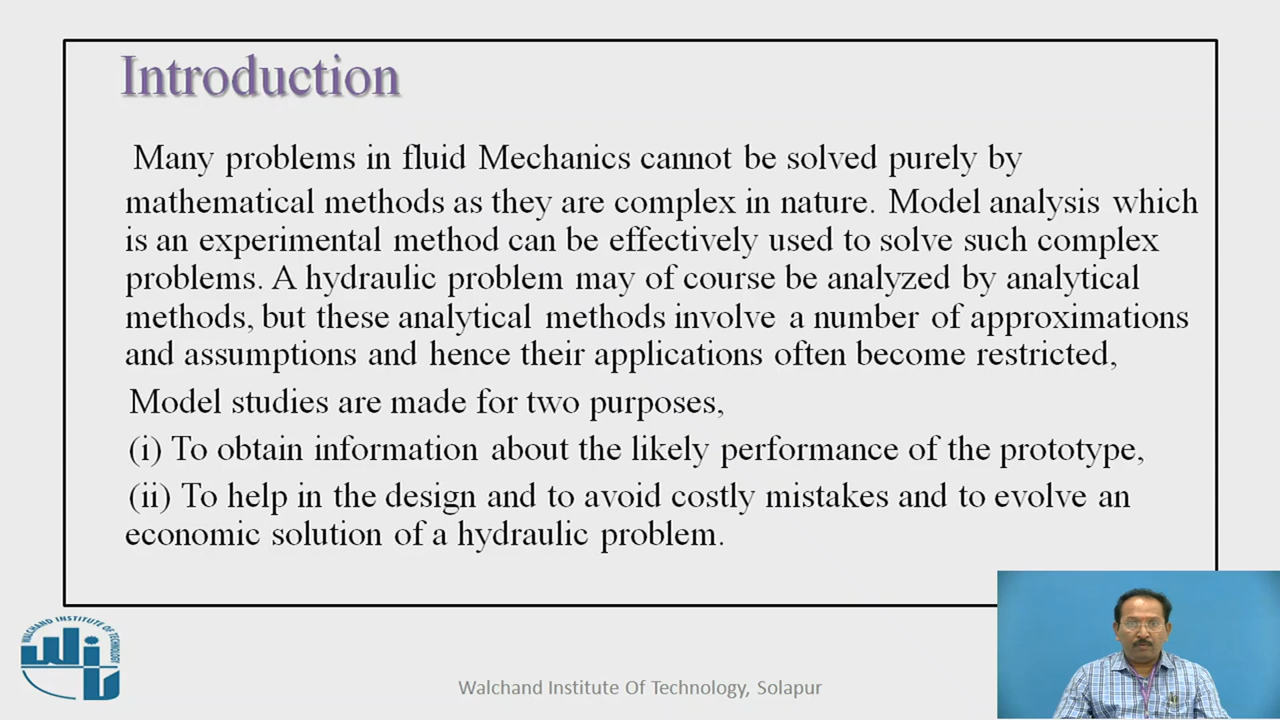 Introduction
Many problems in fluid Mechanics cannot be solved purely by
mathematical methods as they are complex in nature. Model analysis which
is an experimental method can be effectively used to solve such complex
problems. A hydraulic problem may of course be analyzed by analytical
methods, but these analytical methods involve a number of approximations
and assumptions and hence their applications often become restricted,
Model studies are made for two purposes,
(i) To obtain information about the likely performance of the prototype,
(ii) To help in the design and to avoid costly mistakes and to evolve an
economic solution of a hydraulic problem.
WALCHAND INSTITUTE OF TECHNOLOGY
WIT
Walchand Institute Of Technology, Solapur